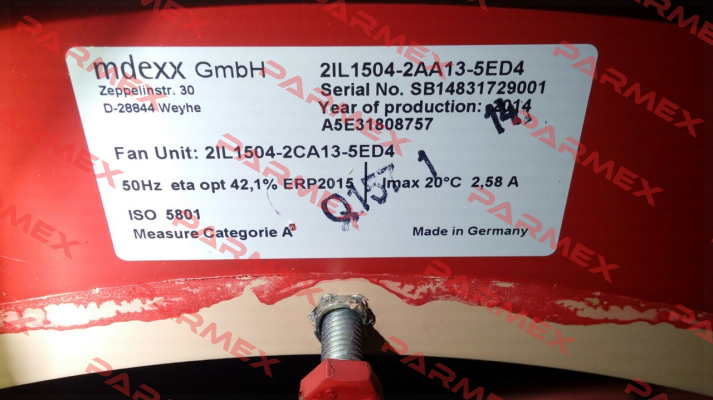 mdexx GmbH
Zeppelinstr. 30
D-28844 Weyhe
2IL1504-2AA13-5ED4
Serial No. SB14831729001
Year of production: 2014
A5E31808757
Fan Unit: 2IL1504-2CA13-5ED4
50Hz eta opt 42,1% ERP2015 Imax 20°C 2,58 A
ISO 5801
Measure Categorie A
Made in Germany
PARMEX